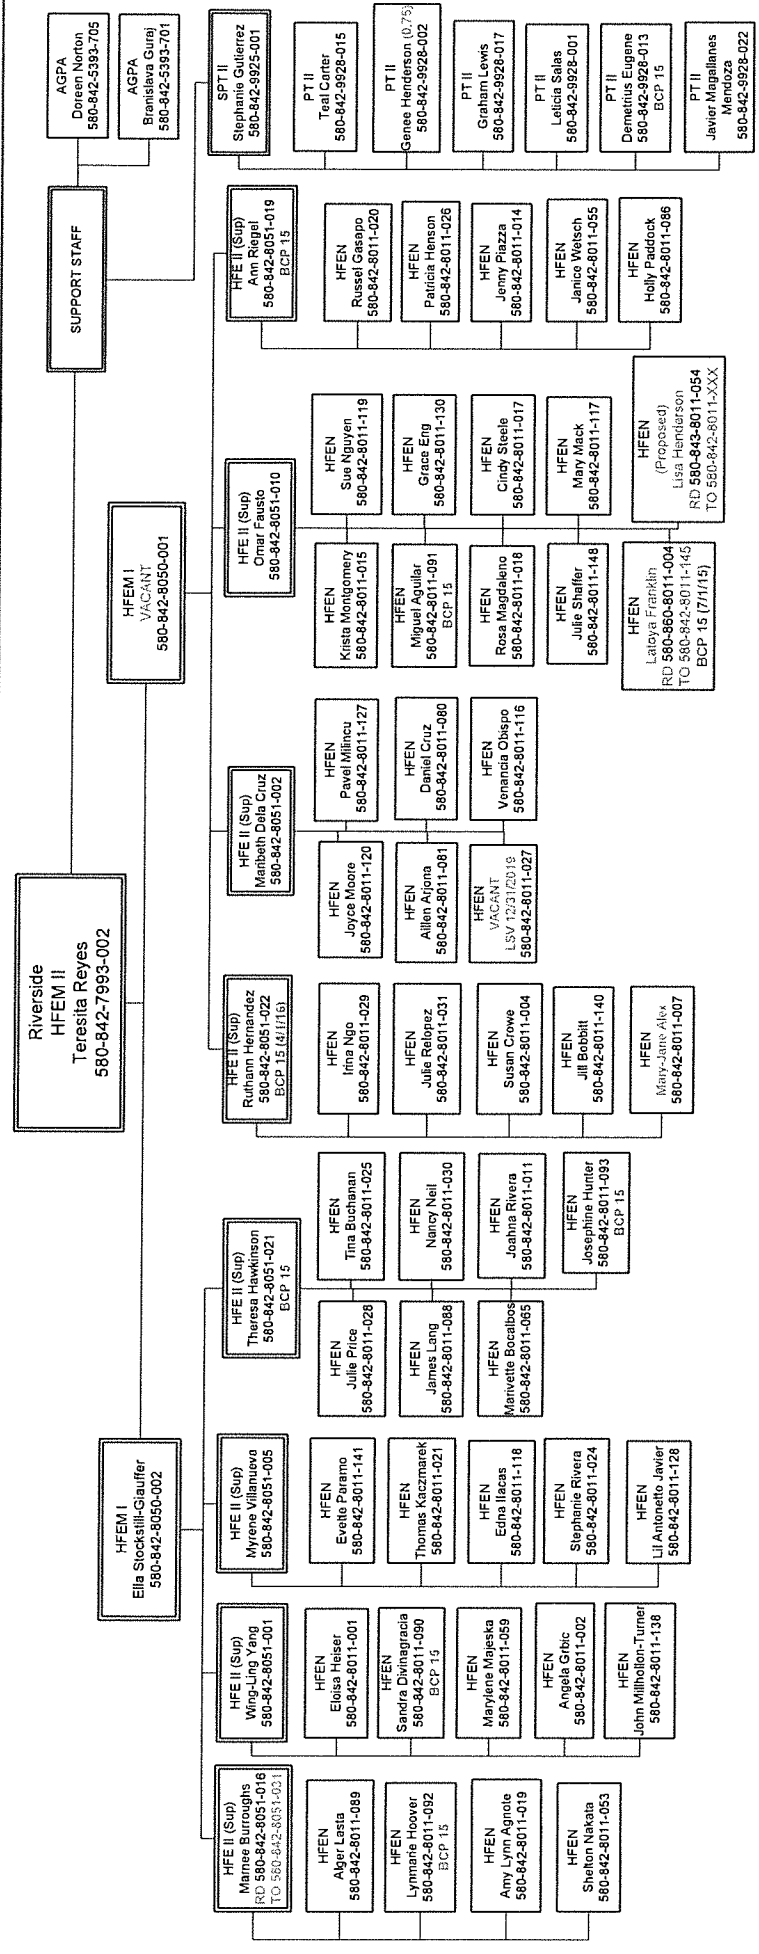 Riverside
HFEM II
Teresita Reyes
580-842-7993-002
HFEM I
Ella Stockstill-Giauffer
580-842-8050-002
HFEM I
VACANT
580-842-8050-001
SUPPORT STAFF
AGPA
Doreen Norton
580-842-5393-705
AGPA
Branislava Guraj
580-842-5393-701
HFE II (Sup)
Marnee Burroughs
RD 580-842-8051-016
TO 580-842-8051-031
HFEN
Alger Lasta
580-842-8011-089
HFEN
Lynmarie Hoover
580-842-8011-092
BCP 15
HFEN
Amy Lynn Agnote
580-842-8011-019
HFEN
Shelton Nakata
580-842-8011-053
HFE II (Sup)
Wing-Ling Yang
580-842-8051-001
HFEN
Eloisa Heiser
580-842-8011-001
HFEN
Sandra Divinagracia
580-842-8011-090
BCP 15
HFEN
Marylene Majeska
580-842-8011-059
HFEN
Angela Grbic
580-842-8011-002
HFEN
John Millhollon-Turner
580-842-8011-138
HFE II (Sup)
Myrene Villanueva
580-842-8051-005
HFEN
Evette Paramo
580-842-8011-141
HFEN
Thomas Kaczmarek
580-842-8011-021
HFEN
Edna Ilacas
580-842-8011-118
HFEN
Stephanie Rivera
580-842-8011-024
HFEN
Lil Antonette Javier
580-842-8011-128
HFE II (Sup)
Theresa Hawkinson
580-842-8051-021
BCP 15
HFEN
Julie Price
580-842-8011-028
HFEN
Tina Buchanan
580-842-8011-025
HFEN
James Lang
580-842-8011-088
HFEN
Nancy Neil
580-842-8011-030
HFEN
Marivette Bocalbos
580-842-8011-065
HFEN
Joahna Rivera
580-842-8011-011
HFEN
Josephine Hunter
580-842-8011-093
BCP 15
HFE II (Sup)
Ruthann Hernandez
580-842-8051-022
BCP 15 (4/1/16)
HFEN
Irina Ngo
580-842-8011-029
HFEN
Julie Relopez
580-842-8011-031
HFEN
Susan Crowe
580-842-8011-004
HFEN
Jill Bobbitt
580-842-8011-140
HFEN
Mary-Jane Alex
580-842-8011-007
HFE II (Sup)
Maribeth Dela Cruz
580-842-8051-002
HFEN
Joyce Moore
580-842-8011-120
HFEN
Pavel Milincu
580-842-8011-127
HFEN
Aillen Arjona
580-842-8011-081
HFEN
Daniel Cruz
580-842-8011-080
HFEN
VACANT
LSV 12/31/2019
580-842-8011-027
HFEN
Venancia Obispo
580-842-8011-116
HFE II (Sup)
Omar Fausto
580-842-8051-010
HFEN
Krista Montgomery
580-842-8011-015
HFEN
Sue Nguyen
580-842-8011-119
HFEN
Miguel Aguilar
580-842-8011-091
BCP 15
HFEN
Grace Eng
580-842-8011-130
HFEN
Rosa Magdaleno
580-842-8011-018
HFEN
Cindy Steele
580-842-8011-017
HFEN
Julie Shaffer
580-842-8011-148
HFEN
Mary Mack
580-842-8011-117
HFEN
Latoya Franklin
RD 580-860-8011-004
TO 580-842-8011-145
BCP 15 (7/1/15)
HFEN
(Proposed)
Lisa Henderson
RD 580-843-8011-054
TO 580-842-8011-XXX
HFE II (Sup)
Ann Riegel
580-842-8051-019
BCP 15
HFEN
Russel Gasapo
580-842-8011-020
HFEN
Patricia Henson
580-842-8011-026
HFEN
Jenny Piazza
580-842-8011-014
HFEN
Janice Wetsch
580-842-8011-055
HFEN
Holly Paddock
580-842-8011-086
SPT II
Stephanie Gutierrez
580-842-9925-001
PT II
Teal Carter
580-842-9928-015
PT II
Genee Henderson (0.75)
580-842-9928-002
PT II
Graham Lewis
580-842-9928-017
PT II
Leticia Salas
580-842-9928-001
PT II
Demetrius Eugene
580-842-9928-013
BCP 15
PT II
Javier Magallanes
Mendoza
580-842-9928-022